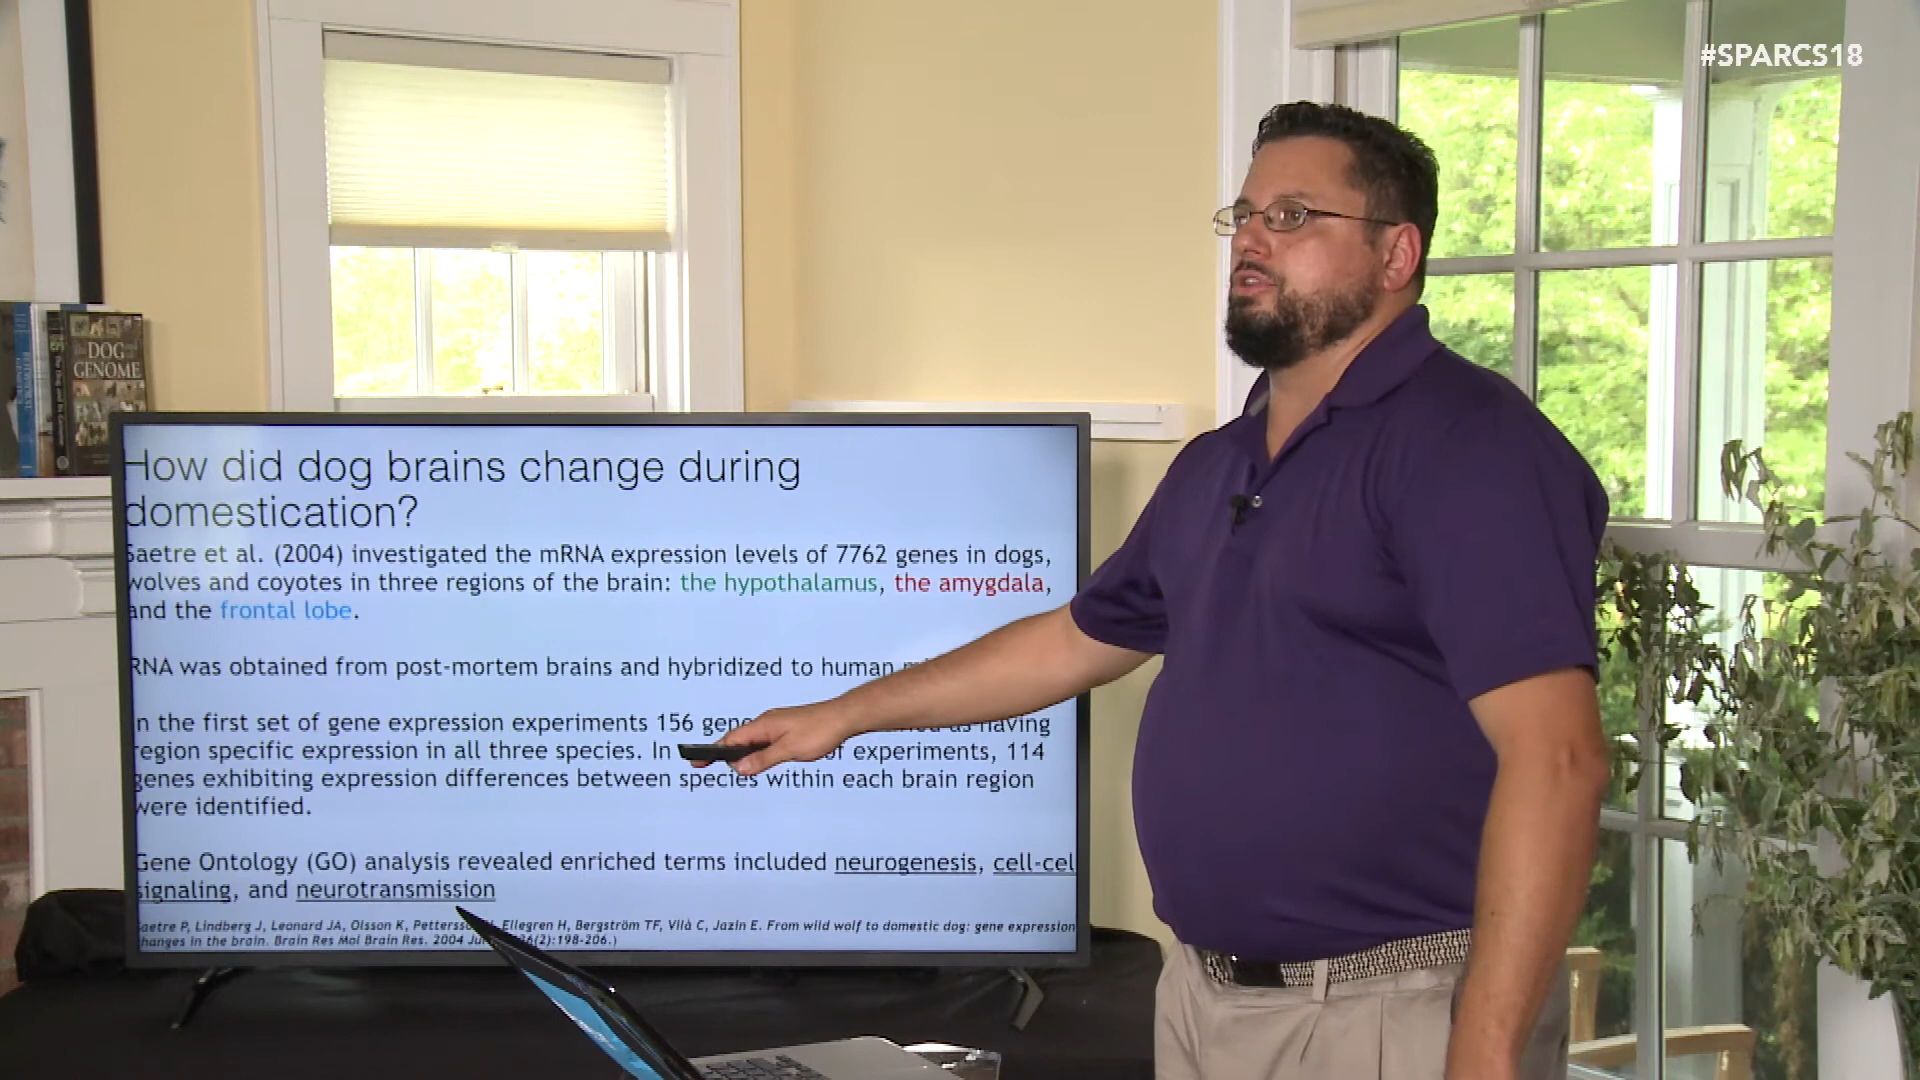 #SPARCS18
DOG
GENOME
How did dog brains change during
domestication?
Saetre et al. (2004) investigated the mRNA expression levels of 7762 genes in dogs,
wolves and coyotes in three regions of the brain: the hypothalamus, the amygdala,
and the frontal lobe.
RNA was obtained from post-mortem brains and hybridized to human
In the first set of gene expression experiments 156 as having
region specific expression in all three species. In of experiments, 114
genes exhibiting expression differences between species within each brain region
were identified.
Gene Ontology (GO) analysis revealed enriched terms included neurogenesis, cell-cel
signaling, and neurotransmission
Saetre P, Lindberg J, Leonard JA, Olsson K, Ellegren H, Bergström TF, Vilà C, Jazin E. From wild wolf to domestic dog: gene expression
changes in the brain. Brain Res Mol Brain Res. 2004 (2):198-206.)